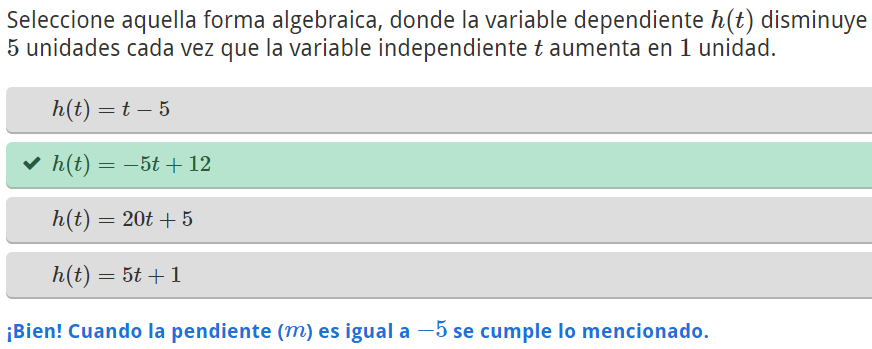 Seleccione aquella forma algebraica, donde la variable dependiente h(t) disminuye
5 unidades cada vez que la variable independiente t aumenta en 1 unidad.
h(t) = t − 5
✔ h(t) = −5t + 12
h(t) = 20t + 5
h(t) = 5t + 1
¡Bien! Cuando la pendiente (m) es igual a −5 se cumple lo mencionado.